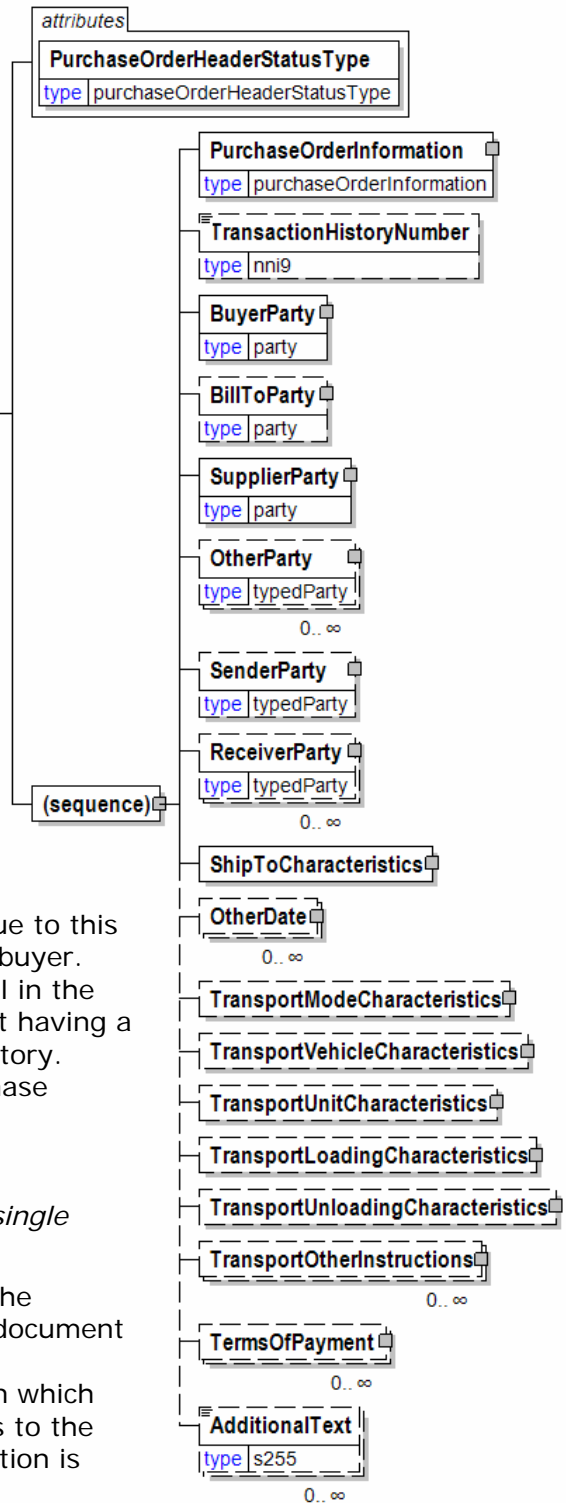 attributes
PurchaseOrderHeaderStatusType
type purchaseOrderHeaderStatusType
PurchaseOrderInformation
type purchaseOrderInformation
TransactionHistoryNumber
type nni9
BuyerParty
type party
BillToParty
type party
SupplierParty
type party
OtherParty
type typedParty
0.. ∞
SenderParty
type typedParty
ReceiverParty
type typedParty
0.. ∞
(sequence)
ShipToCharacteristics
OtherDate
0.. ∞
TransportModeCharacteristics
TransportVehicleCharacteristics
TransportUnitCharacteristics
TransportLoadingCharacteristics
TransportUnloadingCharacteristics
TransportOtherInstructions
0.. ∞
TermsOfPayment
0.. ∞
AdditionalText
type s255
0.. ∞
ue to this
buyer.
l in the
t having a
tory.
nase
single
he
document
n which
s to the
tion is